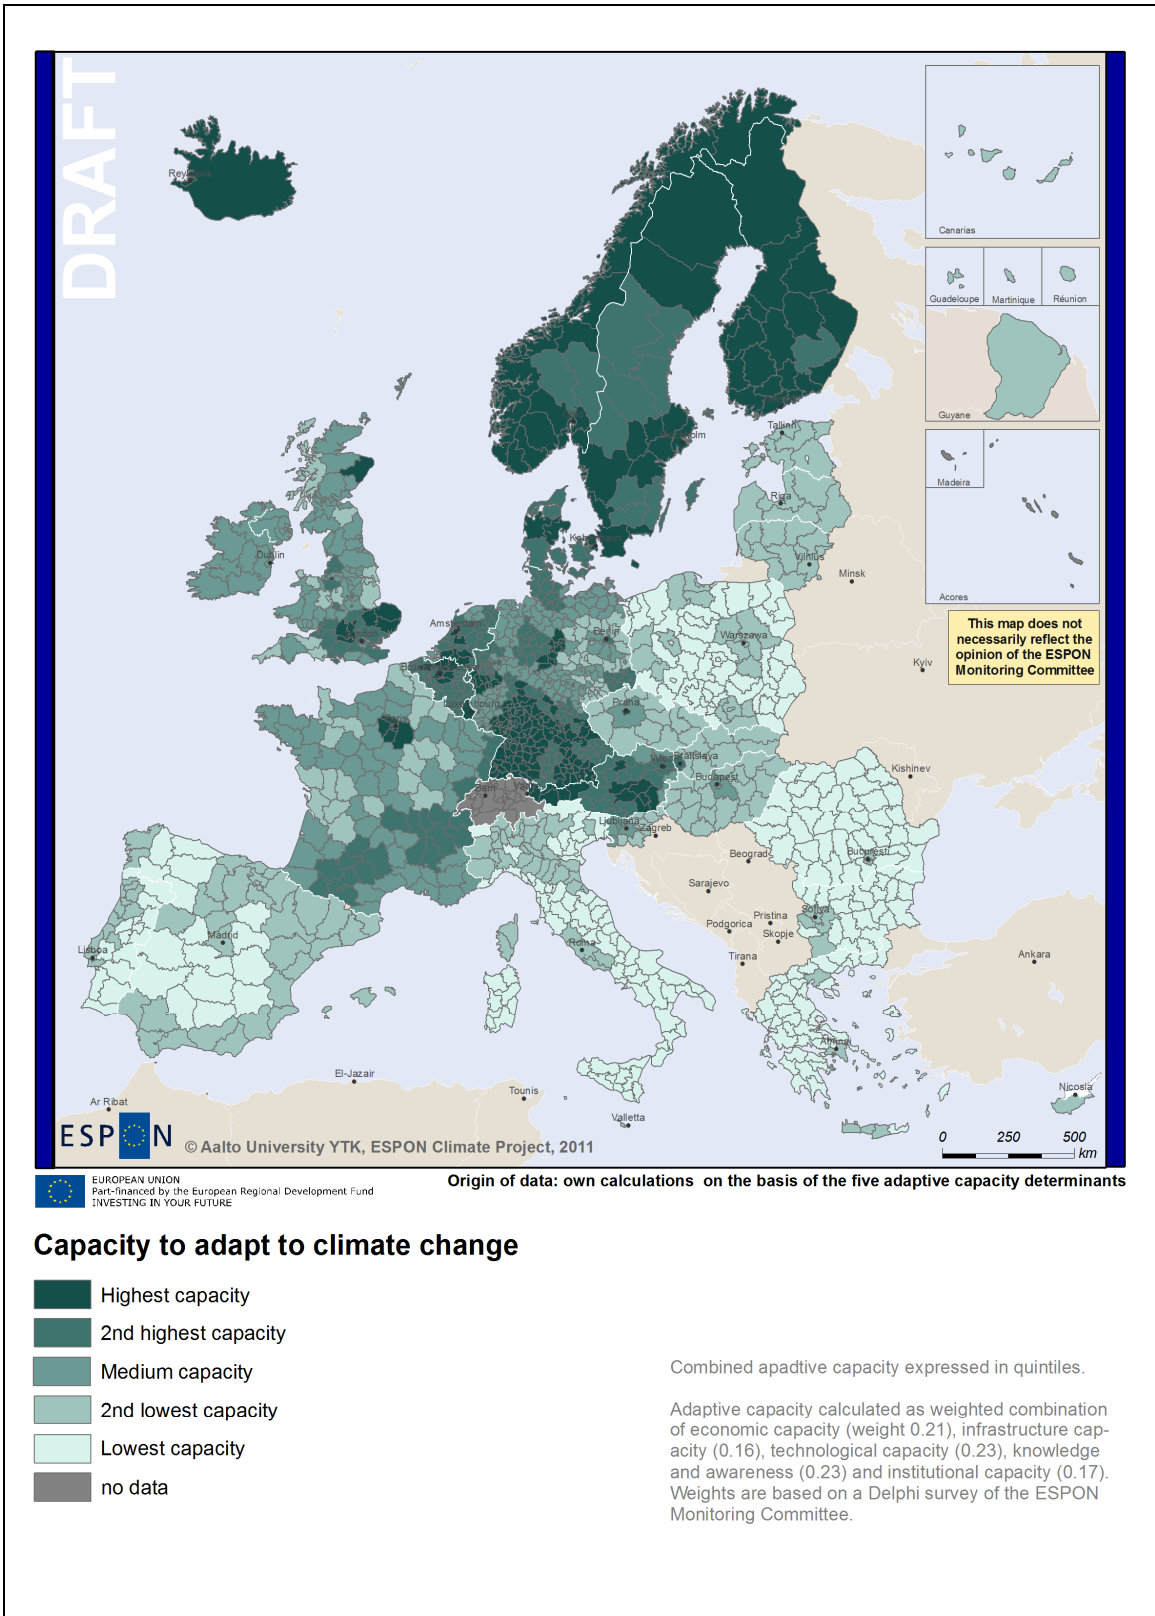 DRAFT
Reykjavik
Canarias
Guadeloupe
Martinique
Réunion
Guyane
Madeira
Acores
This map does not
necessarily reflect the
opinion of the ESPON
Monitoring Committee
Tallinn
Riga
Vilnius
Minsk
Dublin
London
Amsterdam
Berlin
Warszawa
Kyiv
Luxembourg
Paris
Praha
Wien
Bratislava
Budapest
Kishinev
Bern
Ljubljana
Zagreb
Beograd
Bucuresti
Sarajevo
Pristina
Podgorica
Skopje
Sofiya
Tirana
Madrid
Lisboa
Roma
Ankara
Athinai
El-Jazair
Tounis
Ar Ribat
Valletta
Nicosia
ESPON
© Aalto University YTK, ESPON Climate Project, 2011
0 250 500
km
EUROPEAN UNION
Part-financed by the European Regional Development Fund
INVESTING IN YOUR FUTURE
Origin of data: own calculations on the basis of the five adaptive capacity determinants
Capacity to adapt to climate change
Highest capacity
2nd highest capacity
Medium capacity
2nd lowest capacity
Lowest capacity
no data
Combined apadtive capacity expressed in quintiles.
Adaptive capacity calculated as weighted combination
of economic capacity (weight 0.21), infrastructure cap-
acity (0.16), technological capacity (0.23), knowledge
and awareness (0.23) and institutional capacity (0.17).
Weights are based on a Delphi survey of the ESPON
Monitoring Committee.